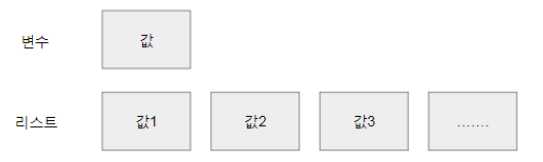 변수 값
리스트 값1 값2 값3 .......